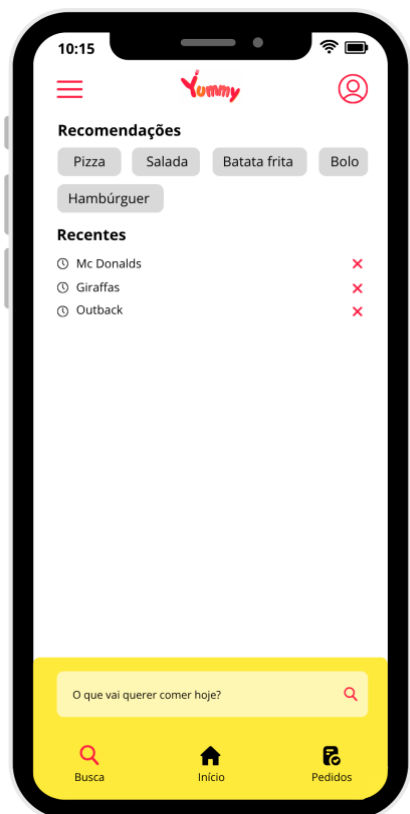 10:15
Yummy
Recomendações
Pizza Salada Batata frita Bolo
Hambúrguer
Recentes
Mc Donalds
Giraffas
Outback
O que vai querer comer hoje?
Busca Início Pedidos